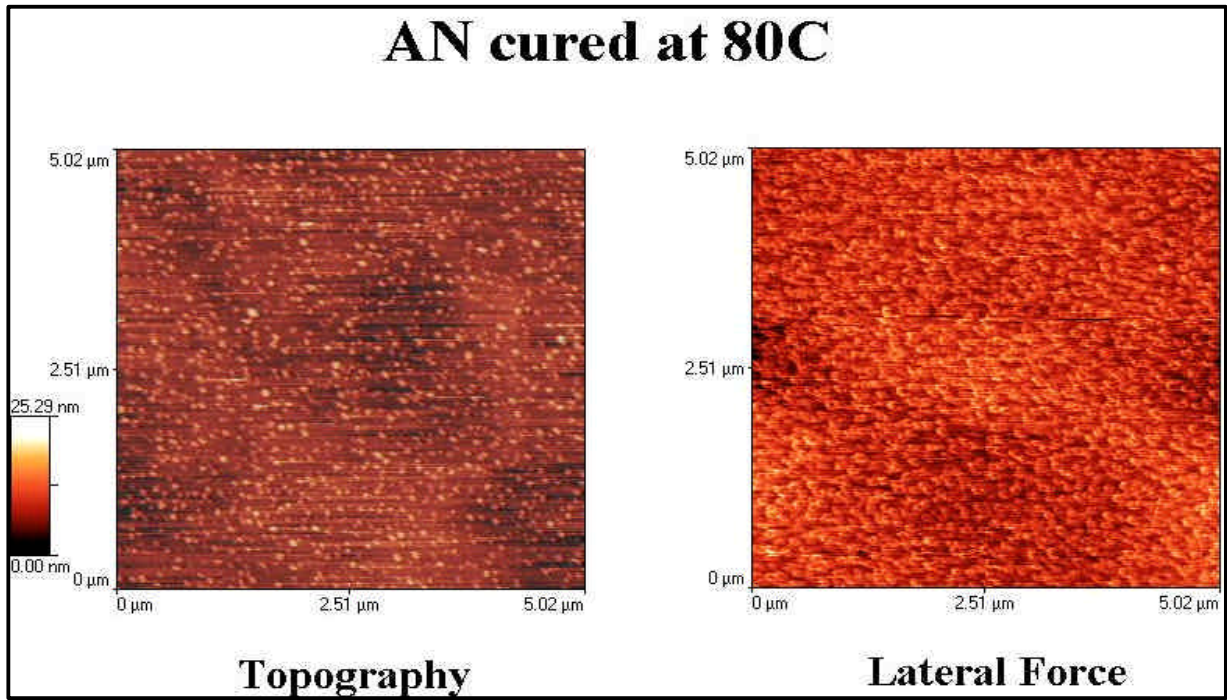 AN cured at 80C
5.02 µm
2.51 µm
0 µm
25.29 nm
0.00 nm
0 µm
2.51 µm
5.02 µm
Topography
5.02 µm
2.51 µm
0 µm
0 µm
2.51 µm
5.02 µm
Lateral Force